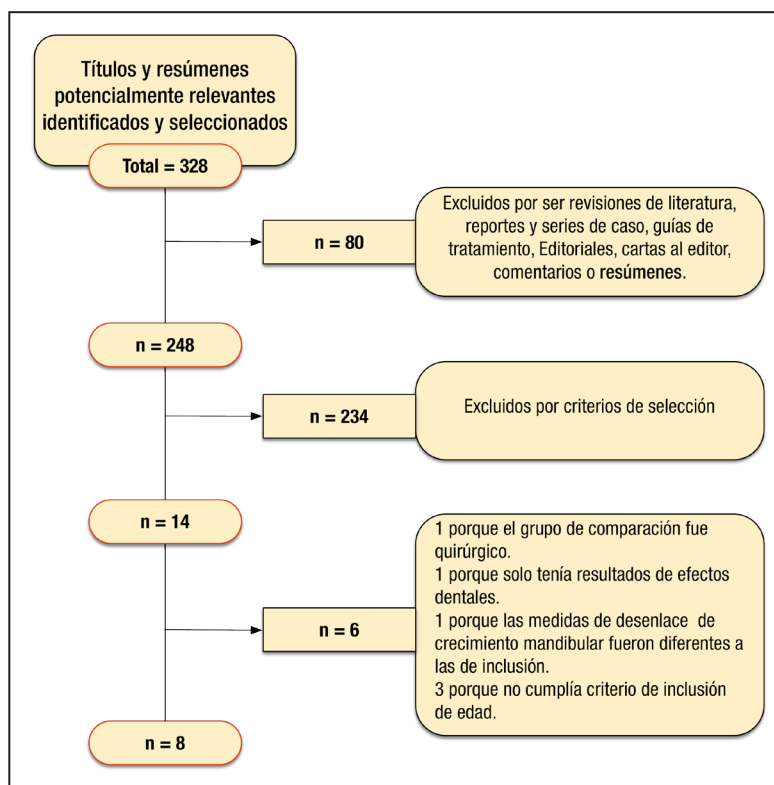 Títulos y resúmenes
potencialmente relevantes
identificados y seleccionados
Total = 328
n = 80
Excluidos por ser revisiones de literatura,
reportes y series de caso, guías de
tratamiento, Editoriales, cartas al editor,
comentarios o resúmenes.
n = 248
n = 234
Excluidos por criterios de selección
n = 14
n = 6
1 porque el grupo de comparación fue
quirúrgico.
1 porque solo tenía resultados de efectos
dentales.
1 porque las medidas de desenlace de
crecimiento mandibular fueron diferentes a
las de inclusión.
3 porque no cumplía criterio de inclusión
de edad.
n = 8